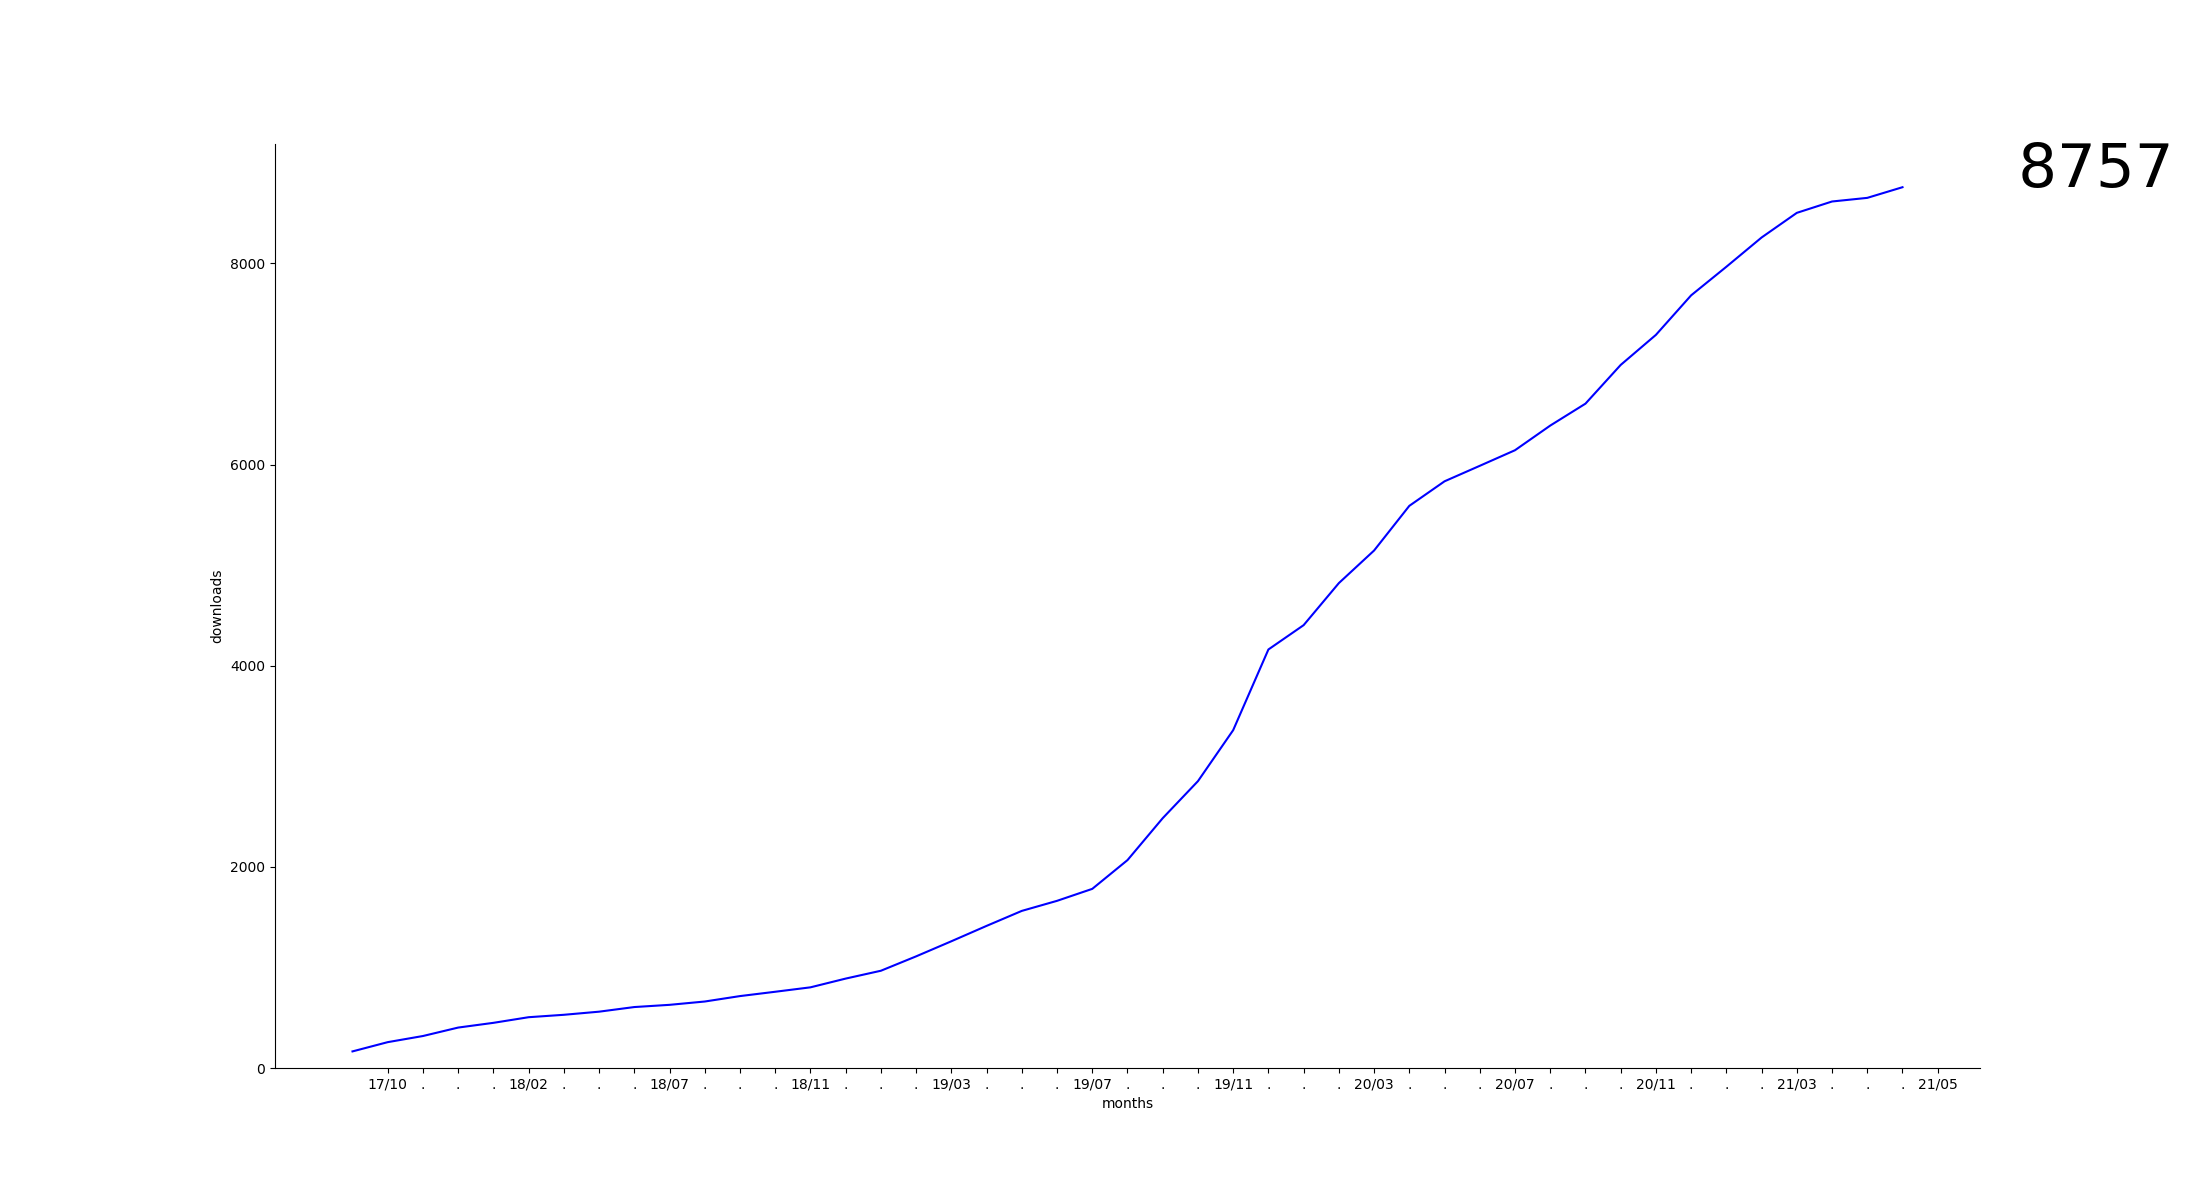 8757
8000
6000
4000
2000
0
downloads
17/10 . . . 18/02 . . . 18/07 . . . 18/11 . . . 19/03 . . . 19/07 . . . 19/11 . . . 20/03 . . . 20/07 . . . 20/11 . . . 21/03 . . . 21/05
months